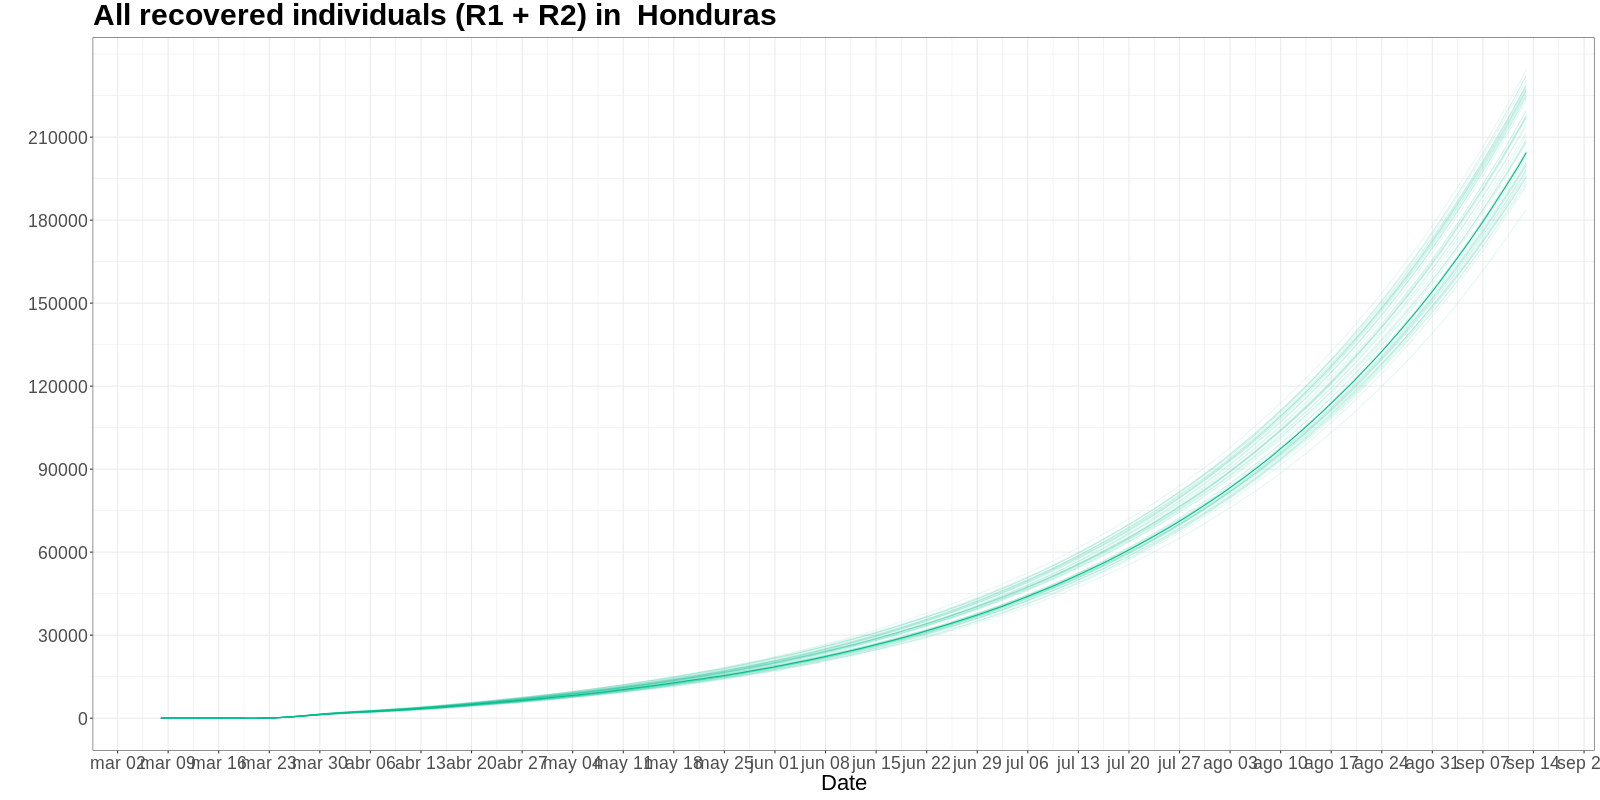 All recovered individuals (R1 + R2) in  Honduras
210000
180000
150000
120000
90000
60000
30000
0
mar 02 mar 09 mar 16 mar 23 mar 30 abr 06 abr 13 abr 20 abr 27 may 04 may 11 may 18 may 25 jun 01 jun 08 jun 15 jun 22 jun 29 jul 06 jul 13 jul 20 jul 27 ago 03 ago 10 ago 17 ago 24 ago 31 sep 07 sep 14 sep 2
Date